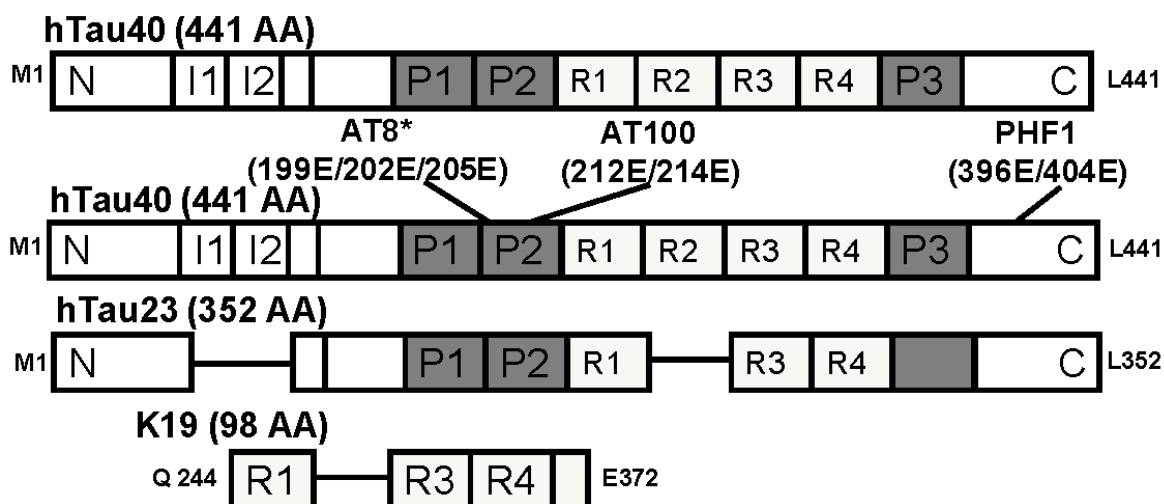 hTau40 (441 AA)
M1 N I1 I2 P1 P2 R1 R2 R3 R4 P3 C L441
AT8* AT100 PHF1
(199E/202E/205E) (212E/214E) (396E/404E)
hTau40 (441 AA)
M1 N I1 I2 P1 P2 R1 R2 R3 R4 P3 C L441
hTau23 (352 AA)
M1 N P1 P2 R1 R3 R4 C L352
K19 (98 AA)
Q 244 R1 R3 R4 E372